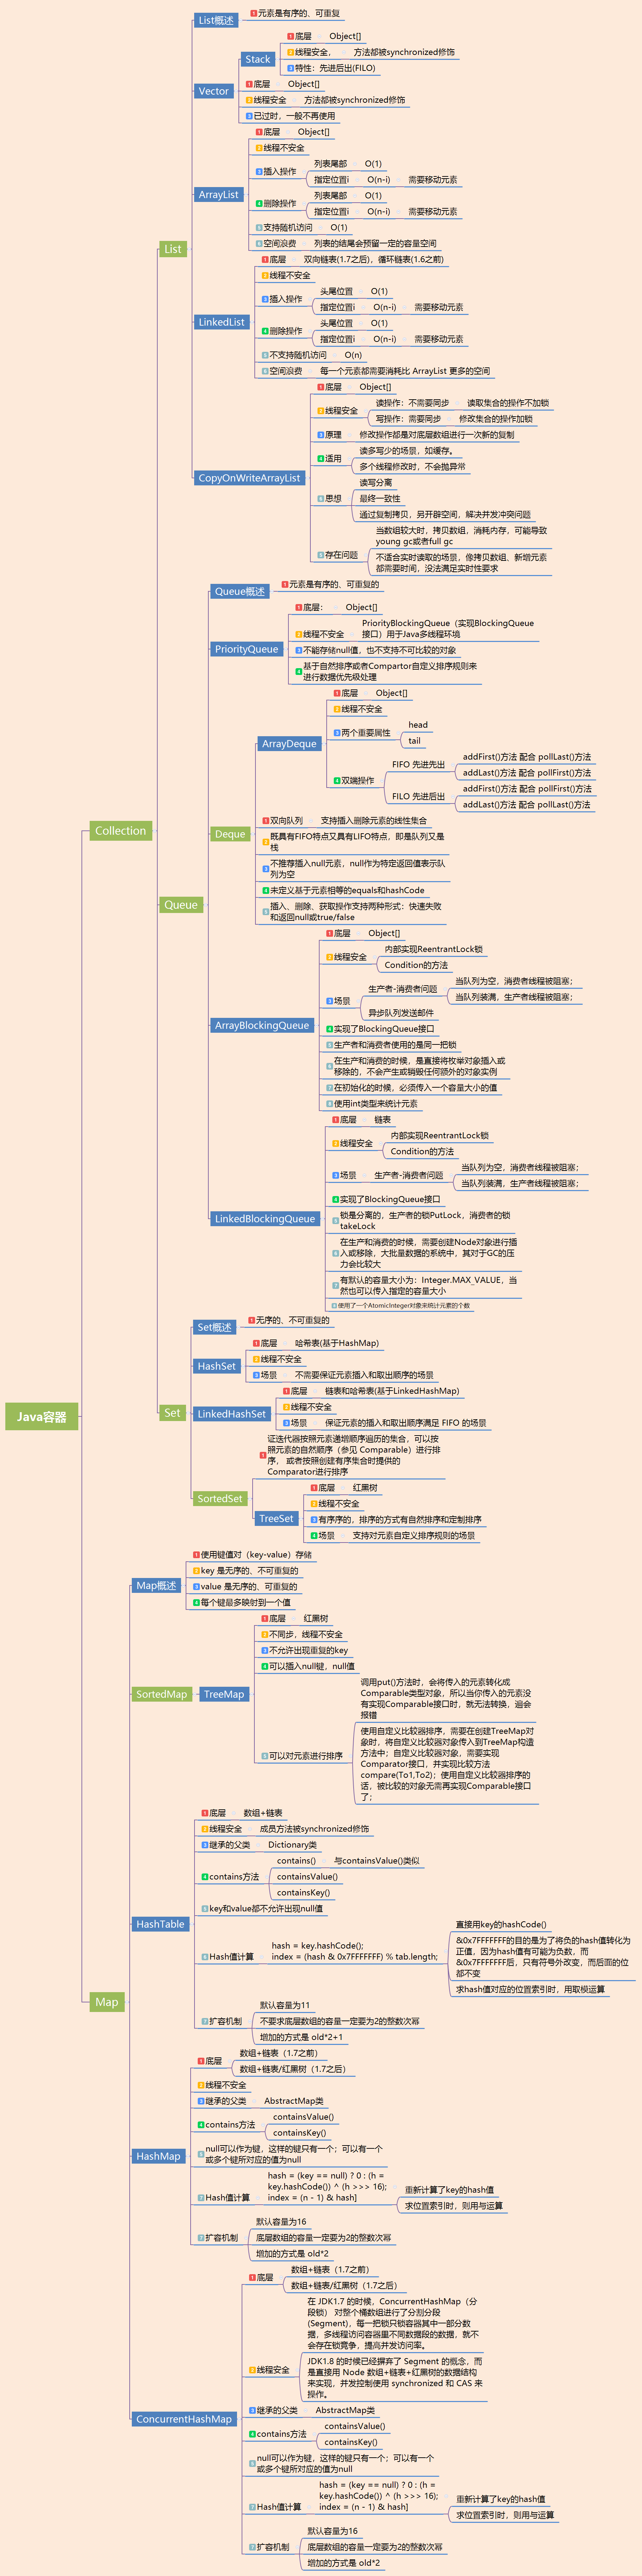 Java容器
Collection
List
List概述
元素是有序的、可重复
Vector
Stack
底层
Object[]
线程安全，
方法都被synchronized修饰
特性：先进后出(FILO)
底层
Object[]
线程安全
方法都被synchronized修饰
已过时，一般不再使用
ArrayList
底层
Object[]
线程不安全
插入操作
列表尾部
O(1)
指定位置i
O(n-i)
需要移动元素
删除操作
列表尾部
O(1)
指定位置i
O(n-i)
需要移动元素
支持随机访问
O(1)
空间浪费
列表的结尾会预留一定的容量空间
LinkedList
底层
双向链表(1.7之后)，循环链表(1.6之前)
线程不安全
插入操作
头尾位置
O(1)
指定位置i
O(n-i)
需要移动元素
删除操作
头尾位置
O(1)
指定位置i
O(n-i)
需要移动元素
不支持随机访问
O(n)
空间浪费
每一个元素都需要消耗比 ArrayList 更多的空间
CopyOnWriteArrayList
底层
Object[]
线程安全
读操作：不需要同步
读取集合的操作不加锁
写操作：需要同步
修改集合的操作加锁
原理
修改操作都是对底层数组进行一次新的复制
适用
读多写少的场景，如缓存。
多个线程修改时，不会抛异常
思想
读写分离
最终一致性
通过复制拷贝，另开辟空间，解决并发冲突问题
存在问题
当数组较大时，拷贝数组，消耗内存，可能导致
young gc或者full gc
不适合实时读取的场景，像拷贝数组、新增元素
都需要时间，没法满足实时性要求
Queue
Queue概述
元素是有序的、可重复的
PriorityQueue
底层：
Object[]
线程不安全
PriorityBlockingQueue（实现BlockingQueue
接口）用于Java多线程环境
不能存储null值，也不支持不可比较的对象
基于自然排序或者Compartor自定义排序规则来
进行数据优先级处理
Deque
ArrayDeque
底层
Object[]
线程不安全
两个重要属性
head
tail
双端操作
FIFO 先进先出
addFirst()方法 配合 pollLast()方法
addLast()方法 配合 pollFirst()方法
FILO 先进后出
addFirst()方法 配合 pollFirst()方法
addLast()方法 配合 pollLast()方法
双向队列
支持插入删除元素的线性集合
既具有FIFO特点又具有LIFO特点，即是队列又是
栈
不推荐插入null元素，null作为特定返回值表示队
列为空
未定义基于元素相等的equals和hashCode
插入、删除、获取操作支持两种形式：快速失败
和返回null或true/false
ArrayBlockingQueue
底层
Object[]
线程安全
内部实现ReentrantLock锁
Condition的方法
场景
生产者-消费者问题
当队列为空，消费者线程被阻塞；
当队列装满，生产者线程被阻塞；
异步队列发送邮件
实现了BlockingQueue接口
生产者和消费者使用的是同一把锁
在生产和消费的时候，是直接将枚举对象插入或
移除的，不会产生或销毁任何额外的对象实例
在初始化的时候，必须传入一个容量大小的值
使用int类型来统计元素
LinkedBlockingQueue
底层
链表
线程安全
内部实现ReentrantLock锁
Condition的方法
场景
生产者-消费者问题
当队列为空，消费者线程被阻塞；
当队列装满，生产者线程被阻塞；
实现了BlockingQueue接口
锁是分离的，生产者的锁PutLock，消费者的锁
takeLock
在生产和消费的时候，需要创建Node对象进行插
入或移除，大批量数据的系统中，其对于GC的压
力会比较大
有默认的容量大小为：Integer.MAX_VALUE，当
然也可以传入指定的容量大小
使用了一个AtomicInteger对象来统计元素的个数
Set
Set概述
无序的、不可重复的
HashSet
底层
哈希表(基于HashMap)
线程不安全
场景
不需要保证元素插入和取出顺序的场景
LinkedHashSet
底层
链表和哈希表(基于LinkedHashMap)
线程不安全
场景
保证元素的插入和取出顺序满足 FIFO 的场景
SortedSet
证迭代器按照元素递增顺序遍历的集合，可以按
照元素的自然顺序（参见 Comparable）进行排
序， 或者按照创建有序集合时提供的
Comparator进行排序
TreeSet
底层
红黑树
线程不安全
有序序的，排序的方式有自然排序和定制排序
场景
支持对元素自定义排序规则的场景
Map
Map概述
使用键值对（key-value）存储
key 是无序的、不可重复的
value 是无序的、可重复的
每个键最多映射到一个值
SortedMap
TreeMap
底层
红黑树
不同步，线程不安全
不允许出现重复的key
可以插入null键，null值
可以对元素进行排序
调用put()方法时，会将传入的元素转化成
Comparable类型对象，所以当你传入的元素没
有实现Comparable接口时，就无法转换，遍会
报错
使用自定义比较器排序，需要在创建TreeMap对
象时，将自定义比较器对象传入到TreeMap构造
方法中；自定义比较器对象，需要实现
Comparator接口，并实现比较方法
compare(To1,To2)；使用自定义比较器排序的
话，被比较的对象无需再实现Comparable接口
了；
HashTable
底层
数组+链表
线程安全
成员方法被synchronized修饰
继承的父类
Dictionary类
contains方法
contains()
与containsValue()类似
containsValue()
containsKey()
key和value都不允许出现null值
Hash值计算
hash = key.hashCode();
index = (hash & 0x7FFFFFFF) % tab.length;
直接用key的hashCode()
&0x7FFFFFFF的目的是为了将负的hash值转化为
正值，因为hash值有可能为负数，而
&0x7FFFFFFF后，只有符号外改变，而后面的位
都不变
求hash值对应的位置索引时，用取模运算
扩容机制
默认容量为11
不要求底层数组的容量一定要为2的整数次幂
增加的方式是 old*2+1
HashMap
底层
数组+链表（1.7之前）
数组+链表/红黑树（1.7之后）
线程不安全
继承的父类
AbstractMap类
contains方法
containsValue()
containsKey()
null可以作为键，这样的键只有一个；可以有一个
或多个键所对应的值为null
Hash值计算
hash = (key == null) ? 0 : (h =
key.hashCode()) ^ (h >>> 16);
index = (n - 1) & hash]
重新计算了key的hash值
求位置索引时，则用与运算
扩容机制
默认容量为16
底层数组的容量一定要为2的整数次幂
增加的方式是 old*2
ConcurrentHashMap
底层
数组+链表（1.7之前）
数组+链表/红黑树（1.7之后）
线程安全
在 JDK1.7 的时候，ConcurrentHashMap（分
段锁） 对整个桶数组进行了分割分段
(Segment)，每一把锁只锁容器其中一部分数
据，多线程访问容器里不同数据段的数据，就不
会存在锁竞争，提高并发访问率。
JDK1.8 的时候已经摒弃了 Segment 的概念，而
是直接用 Node 数组+链表+红黑树的数据结构
来实现，并发控制使用 synchronized 和 CAS 来
操作。
继承的父类
AbstractMap类
contains方法
containsValue()
containsKey()
null可以作为键，这样的键只有一个；可以有一个
或多个键所对应的值为null
Hash值计算
hash = (key == null) ? 0 : (h =
key.hashCode()) ^ (h >>> 16);
index = (n - 1) & hash]
重新计算了key的hash值
求位置索引时，则用与运算
扩容机制
默认容量为16
底层数组的容量一定要为2的整数次幂
增加的方式是 old*2